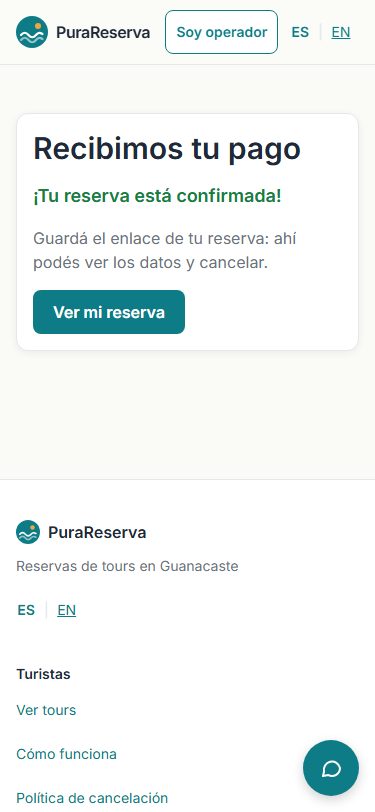 PuraReserva
Soy operador
ES | EN
Recibimos tu pago
¡Tu reserva está confirmada!
Guardá el enlace de tu reserva: ahí
podés ver los datos y cancelar.
Ver mi reserva
PuraReserva
Reservas de tours en Guanacaste
ES | EN
Turistas
Ver tours
Cómo funciona
Política de cancelación